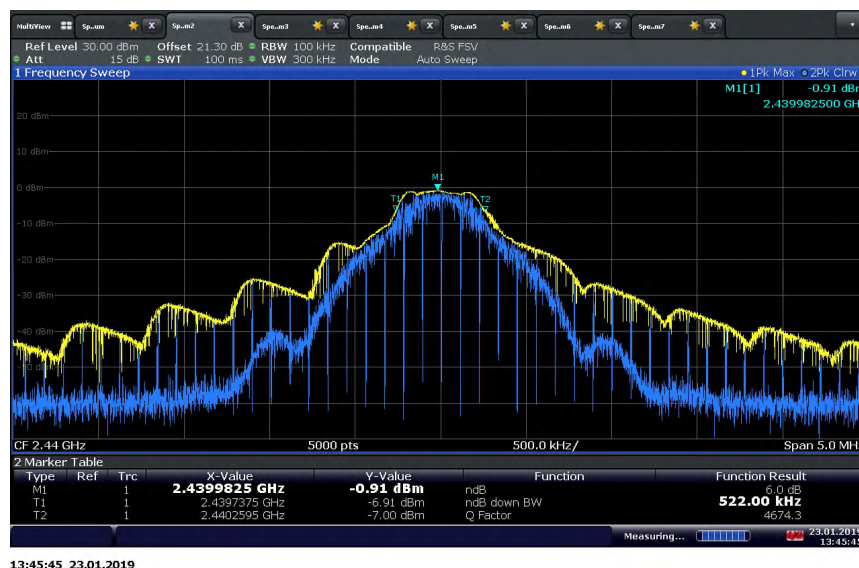 MultiView Sp..um X Sp..m2 X Spe..m3 X Spe..m4 X Spe..m5 X Spe..m6 X Spe..m7 X
Ref Level 30.00 dBm Offset 21.30 dB RBW 100 kHz Compatible R&S FSV
Att 15 dB SWT 100 ms VBW 300 kHz Mode Auto Sweep
1 Frequency Sweep 1Pk Max 2Pk Clrw
M1[1] -0.91 dBm
2.439982500 GH
20 dBm
10 dBm
0 dBm
M1
T1 T2
-10 dBm
-20 dBm
-30 dBm
-40 dBm
CF 2.44 GHz 5000 pts 500.0 kHz/ Span 5.0 MH
2 Marker Table
Type Ref Trc X-Value Y-Value Function Function Result
M1 1 2.4399825 GHz -0.91 dBm ndB 6.0 dB
T1 1 2.4397375 GHz -6.91 dBm ndB down BW 522.00 kHz
T2 1 2.4402595 GHz -7.00 dBm Q Factor 4674.3
Measuring... 23.01.2019
13:45:45
13:45:45 23.01.2019